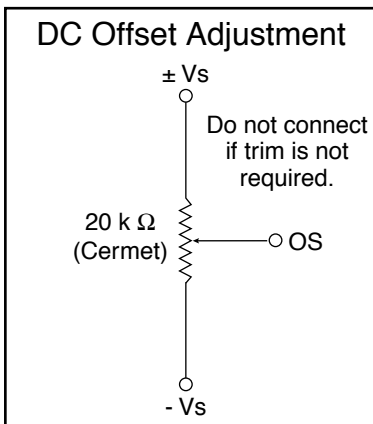 DC Offset Adjustment
± Vs
Do not connect
if trim is not
required.
20 k Ω
(Cermet)
OS
- Vs